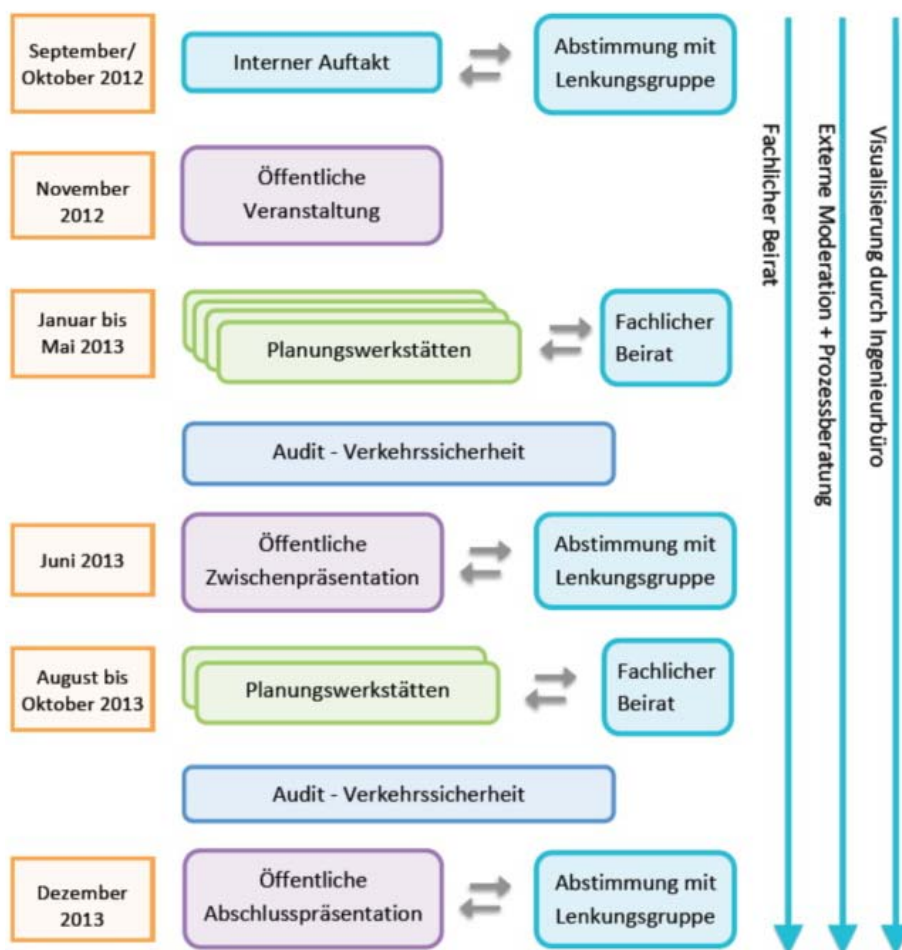 September/
Oktober 2012
Interner Auftakt
Abstimmung mit
Lenkungsgruppe
November
2012
Öffentliche
Veranstaltung
Januar bis
Mai 2013
Planungswerkstätten
Fachlicher
Beirat
Audit - Verkehrssicherheit
Juni 2013
Öffentliche
Zwischenpräsentation
Abstimmung mit
Lenkungsgruppe
August bis
Oktober 2013
Planungswerkstätten
Fachlicher
Beirat
Audit - Verkehrssicherheit
Dezember
2013
Öffentliche
Abschlusspräsentation
Abstimmung mit
Lenkungsgruppe
Fachlicher Beirat
Externe Moderation + Prozessberatung
Visualisierung durch Ingenieurbüro